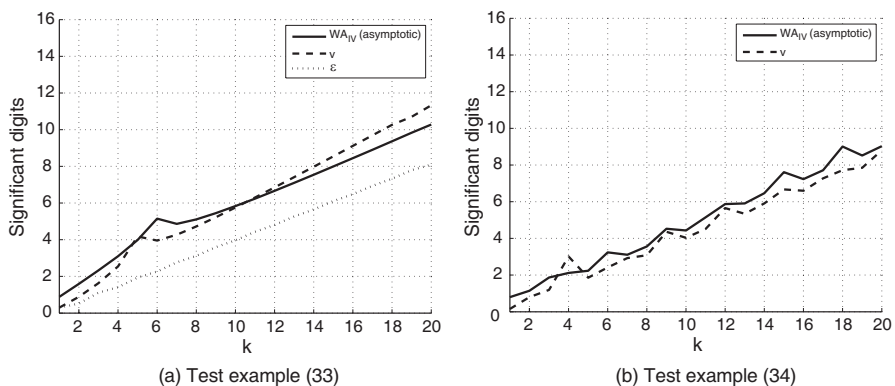 16
14
12
10
8
6
4
2
0
Significant digits
WA_IV (asymptotic)
ν
ε
2 4 6 8 10 12 14 16 18 20
k
(a) Test example (33)
16
14
12
10
8
6
4
2
0
Significant digits
WA_IV (asymptotic)
ν
2 4 6 8 10 12 14 16 18 20
k
(b) Test example (34)